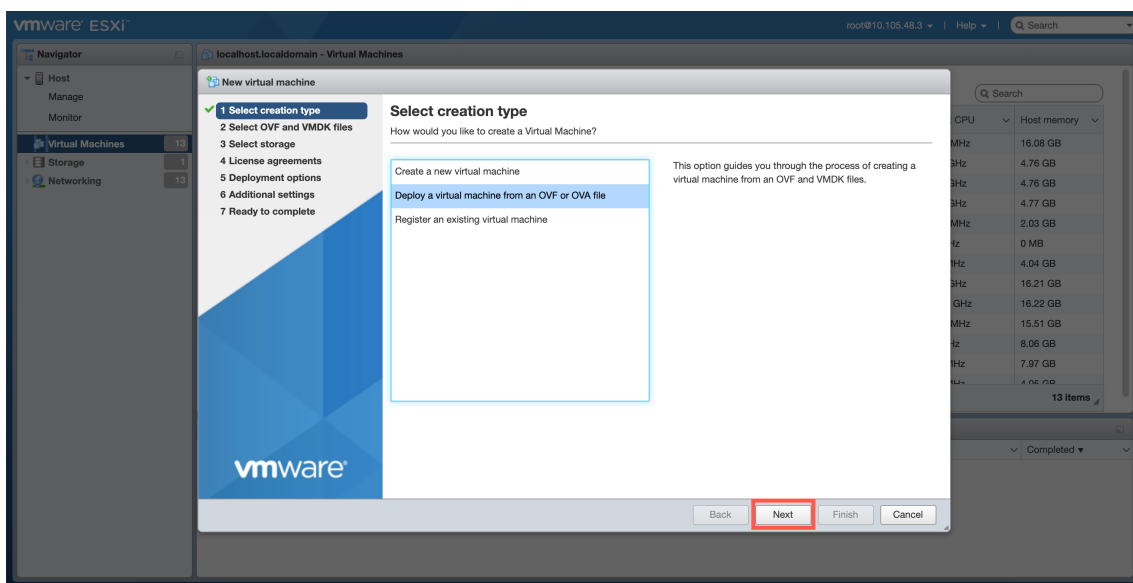 vmware ESXi™
root@10.105.48.3 | Help | Search
Navigator
localhost.localdomain - Virtual Machines
Host
Manage
Monitor
Virtual Machines 13
Storage 1
Networking 13
New virtual machine
1 Select creation type
2 Select OVF and VMDK files
3 Select storage
4 License agreements
5 Deployment options
6 Additional settings
7 Ready to complete
vmware®
Select creation type
How would you like to create a Virtual Machine?
Create a new virtual machine
Deploy a virtual machine from an OVF or OVA file
Register an existing virtual machine
This option guides you through the process of creating a
virtual machine from an OVF and VMDK files.
Back Next Finish Cancel
Search
CPU Host memory
MHz 16.08 GB
GHz 4.76 GB
GHz 4.76 GB
GHz 4.77 GB
MHz 2.03 GB
Hz 0 MB
MHz 4.04 GB
GHz 16.21 GB
GHz 16.22 GB
MHz 15.51 GB
Hz 8.06 GB
MHz 7.97 GB
4.05 GB
13 items
Completed